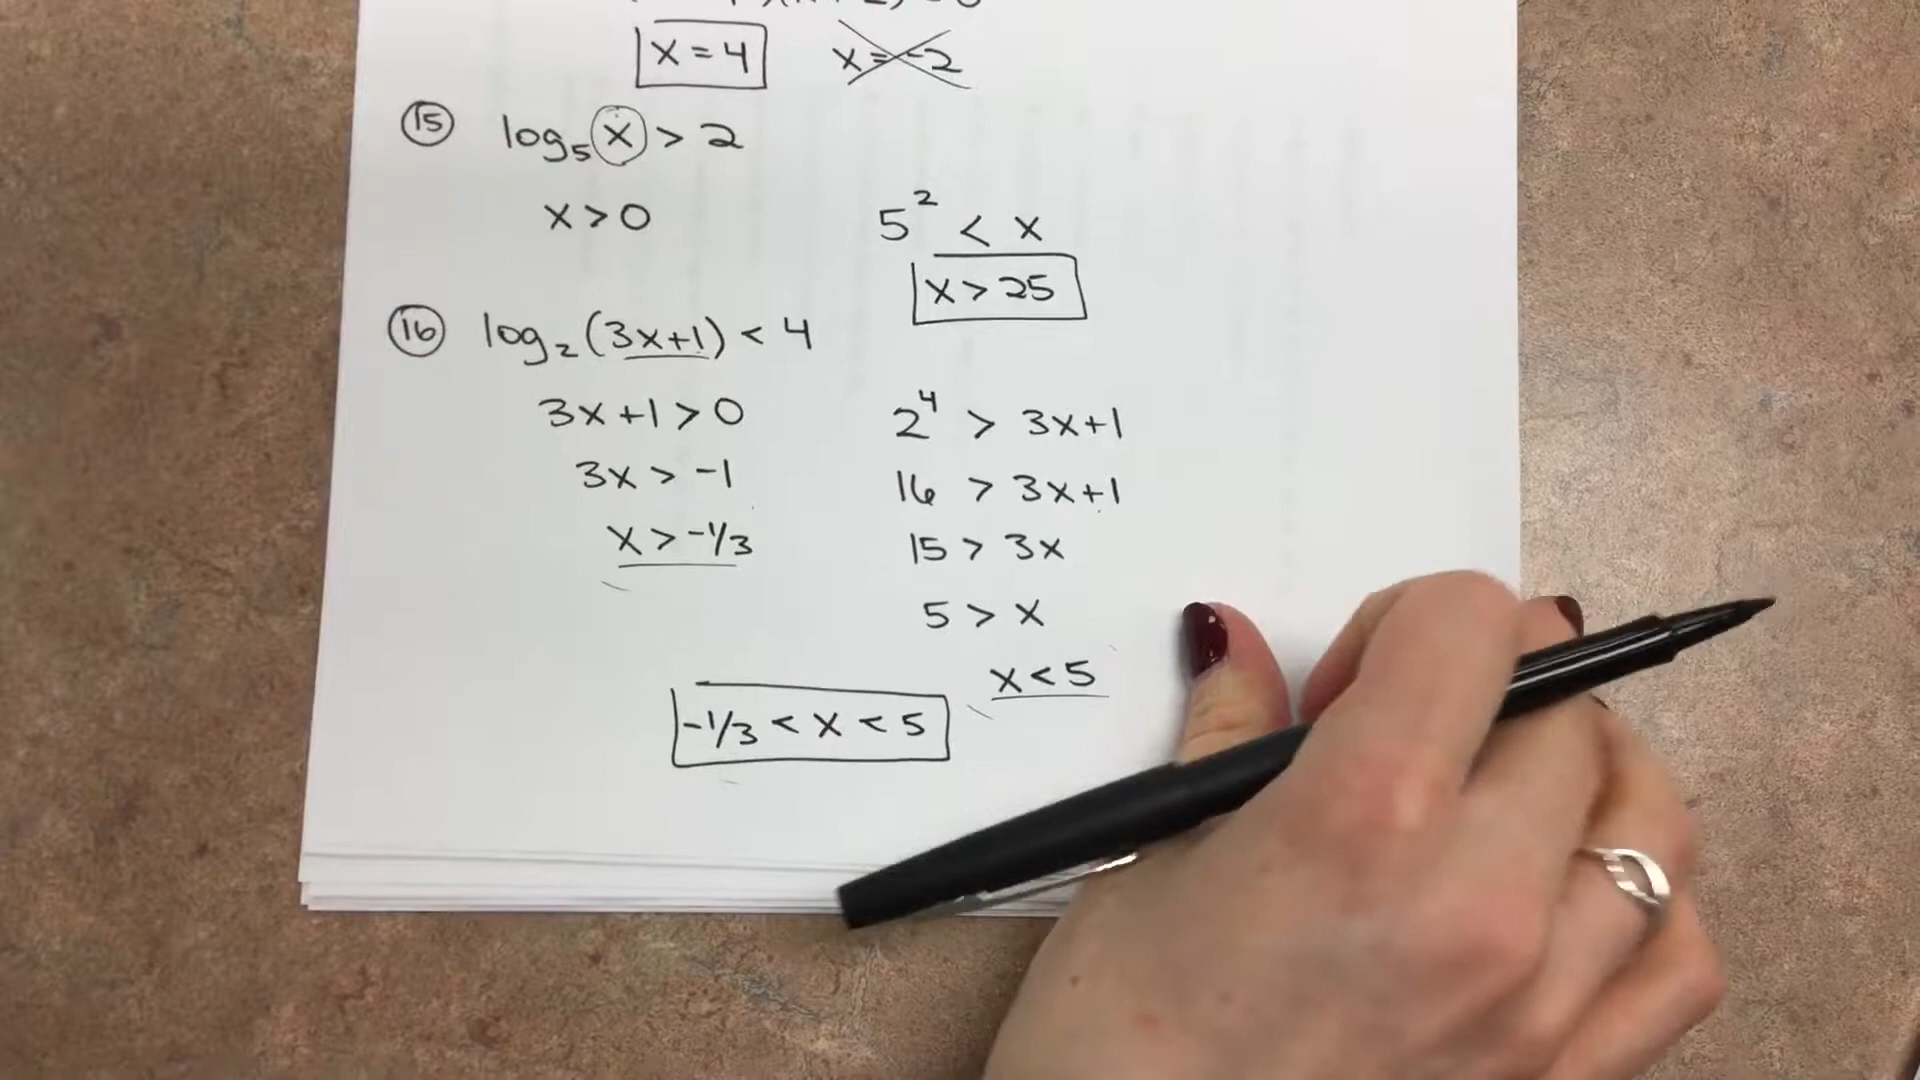 x = 4 x = -2
15 log₅(x) > 2
x > 0
5² < x
x > 25
16 log₂(3x+1) < 4
3x+1 > 0
3x > -1
x > -1/3
2⁴ > 3x+1
16 > 3x+1
15 > 3x
5 > x
x < 5
-1/3 < x < 5